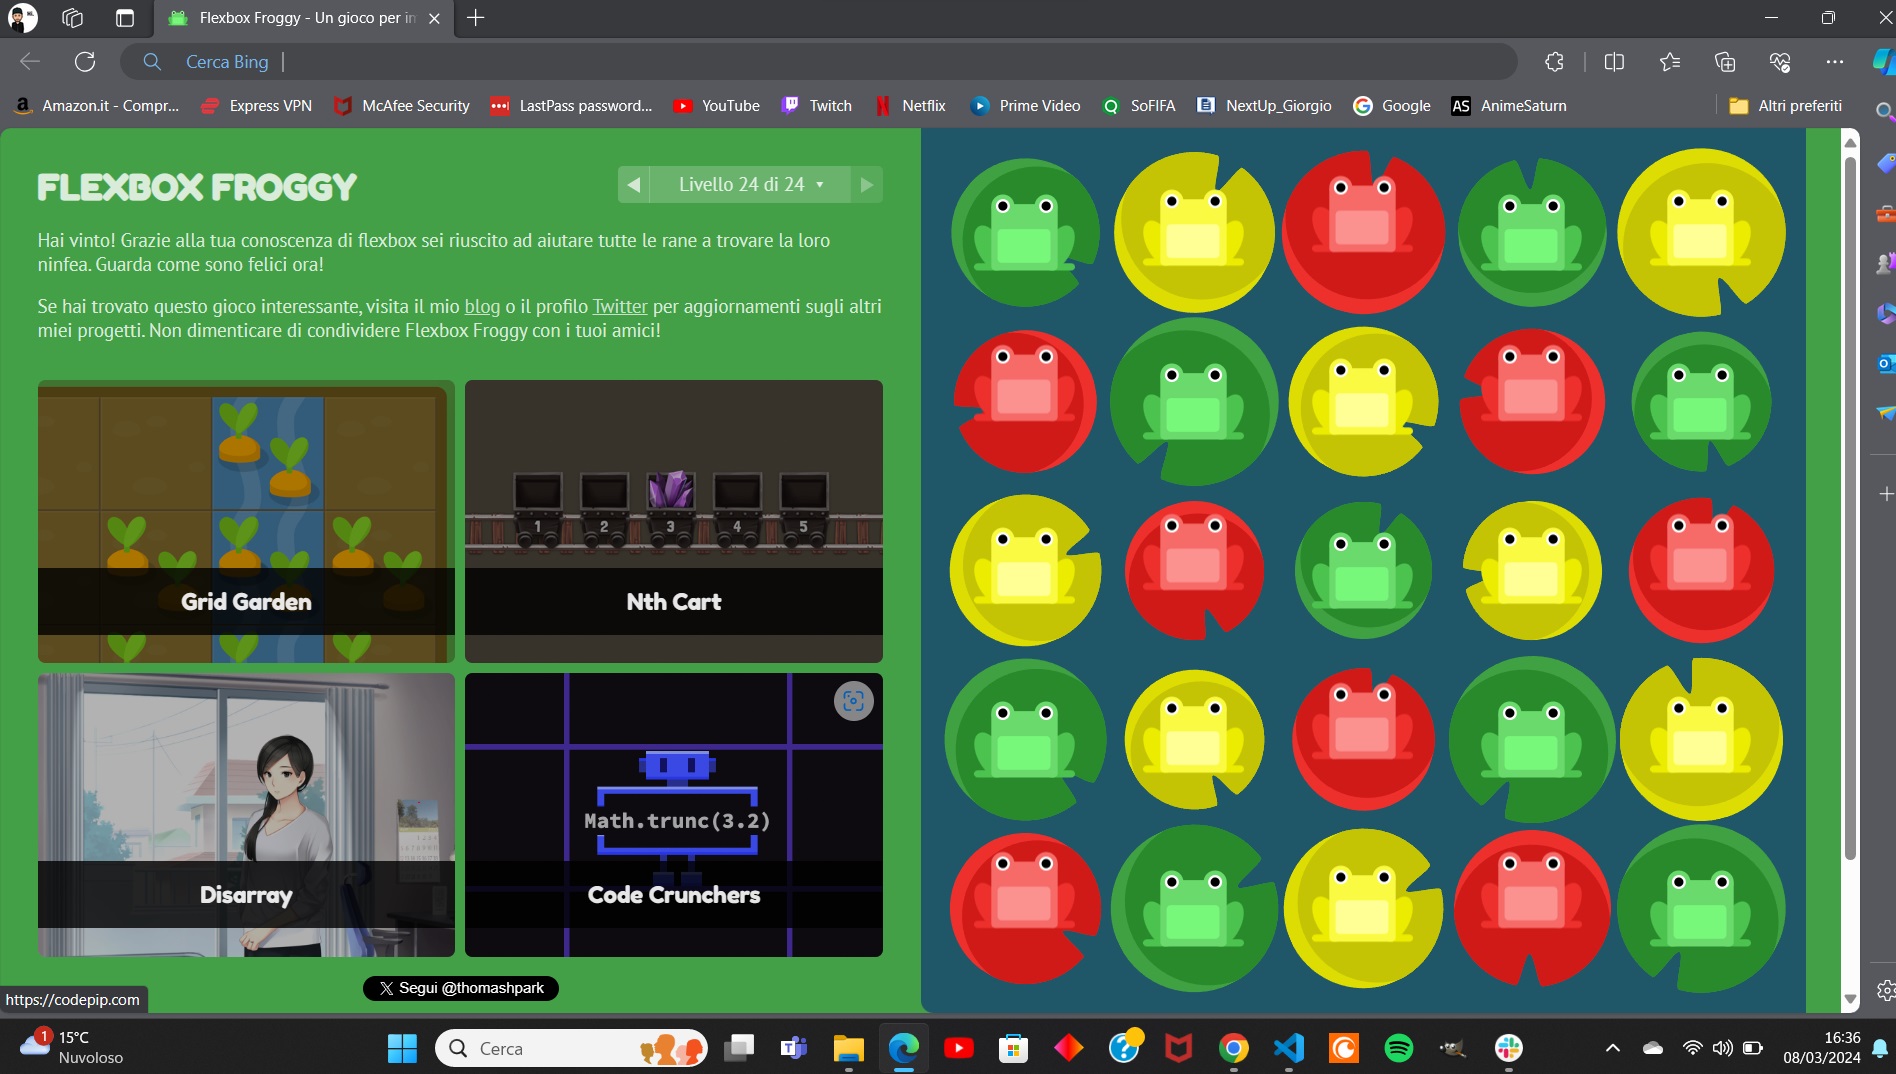 Flexbox Froggy - Un gioco per in
Cerca Bing
Amazon.it - Compr...
Express VPN
McAfee Security
LastPass password...
YouTube
Twitch
Netflix
Prime Video
SoFIFA
NextUp_Giorgio
Google
AS
AnimeSaturn
Altri preferiti
FLEXBOX FROGGY
Livello 24 di 24
Hai vinto! Grazie alla tua conoscenza di flexbox sei riuscito ad aiutare tutte le rane a trovare la loro
ninfea. Guarda come sono felici ora!
Se hai trovato questo gioco interessante, visita il mio blog o il profilo Twitter per aggiornamenti sugli altri
miei progetti. Non dimenticare di condividere Flexbox Froggy con i tuoi amici!
1 2 3 4 5
Grid Garden
Nth Cart
Math.trunc(3.2)
Disarray
Code Crunchers
X Segui @thomashpark
https://codepip.com
1
15°C
Nuvoloso
Cerca
16:36
08/03/2024